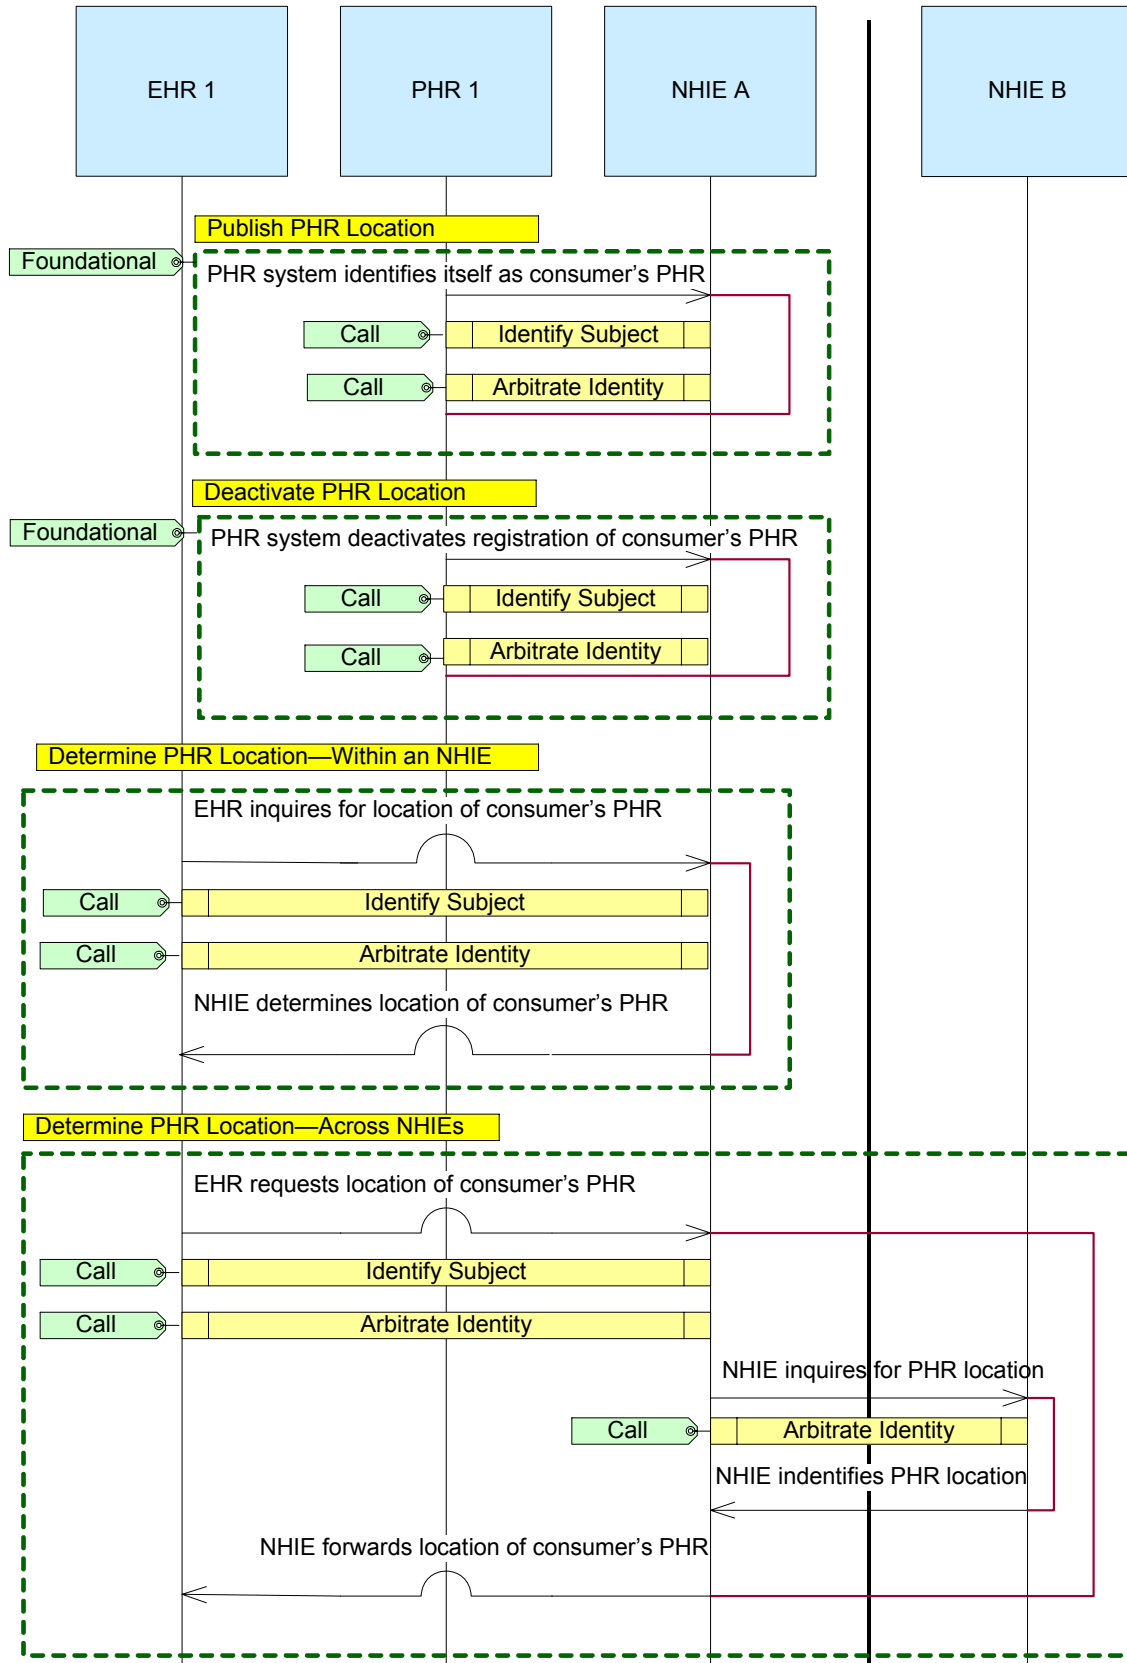 EHR 1
PHR 1
NHIE A
NHIE B
Publish PHR Location
Foundational
PHR system identifies itself as consumer’s PHR
Call
Identify Subject
Call
Arbitrate Identity
Deactivate PHR Location
Foundational
PHR system deactivates registration of consumer’s PHR
Call
Identify Subject
Call
Arbitrate Identity
Determine PHR Location—Within an NHIE
EHR inquires for location of consumer’s PHR
Call
Identify Subject
Call
Arbitrate Identity
NHIE determines location of consumer’s PHR
Determine PHR Location—Across NHIEs
EHR requests location of consumer’s PHR
Call
Identify Subject
Call
Arbitrate Identity
NHIE inquires for PHR location
Call
Arbitrate Identity
NHIE indentifies PHR location
NHIE forwards location of consumer’s PHR